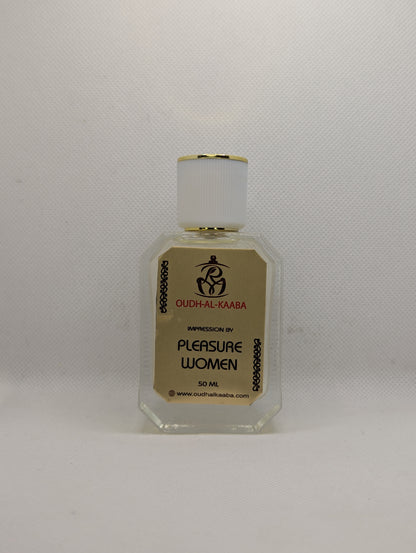 OUDH-AL-KAABA
IMPRESSION BY
PLEASURE
WOMEN
50 ML
www.oudhalkaaba.com